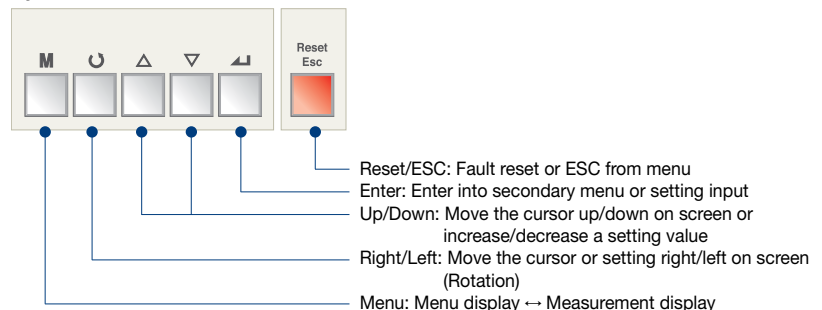 M
Reset
Esc
Reset/ESC: Fault reset or ESC from menu
Enter: Enter into secondary menu or setting input
Up/Down: Move the cursor up/down on screen or
increase/decrease a setting value
Right/Left: Move the cursor or setting right/left on screen
(Rotation)
Menu: Menu display ↔ Measurement display